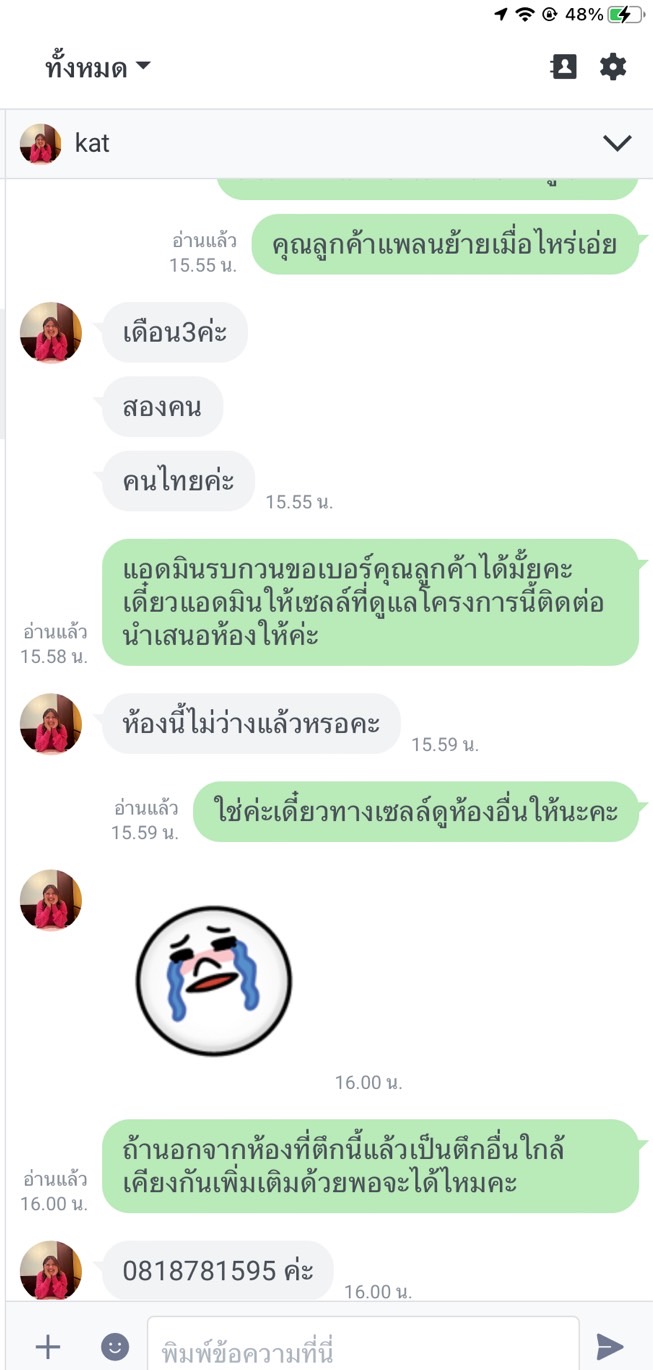 48%
ทั้งหมด
kat
อ่านแล้ว
15.55 น.
คุณลูกค้าแพลนย้ายเมื่อไหร่เอ่ย
เดือน3ค่ะ
สองคน
คนไทยค่ะ
15.55 น.
แอดมินรบกวนขอเบอร์คุณลูกค้าได้มั้ยคะ
เดี๋ยวแอดมินให้เซลล์ที่ดูแลโครงการนี้ติดต่อ
นำเสนอห้องให้ค่ะ
อ่านแล้ว
15.58 น.
ห้องนี้ไม่ว่างแล้วหรอคะ
15.59 น.
อ่านแล้ว
15.59 น.
ใช่ค่ะเดี๋ยวทางเซลล์ดูห้องอื่นให้นะคะ
16.00 น.
ถ้านอกจากห้องที่ตึกนี้แล้วเป็นตึกอื่นใกล้
เคียงกันเพิ่มเติมด้วยพอจะได้ไหมคะ
อ่านแล้ว
16.00 น.
0818781595 ค่ะ
16.00 น.
พิมพ์ข้อความที่นี่